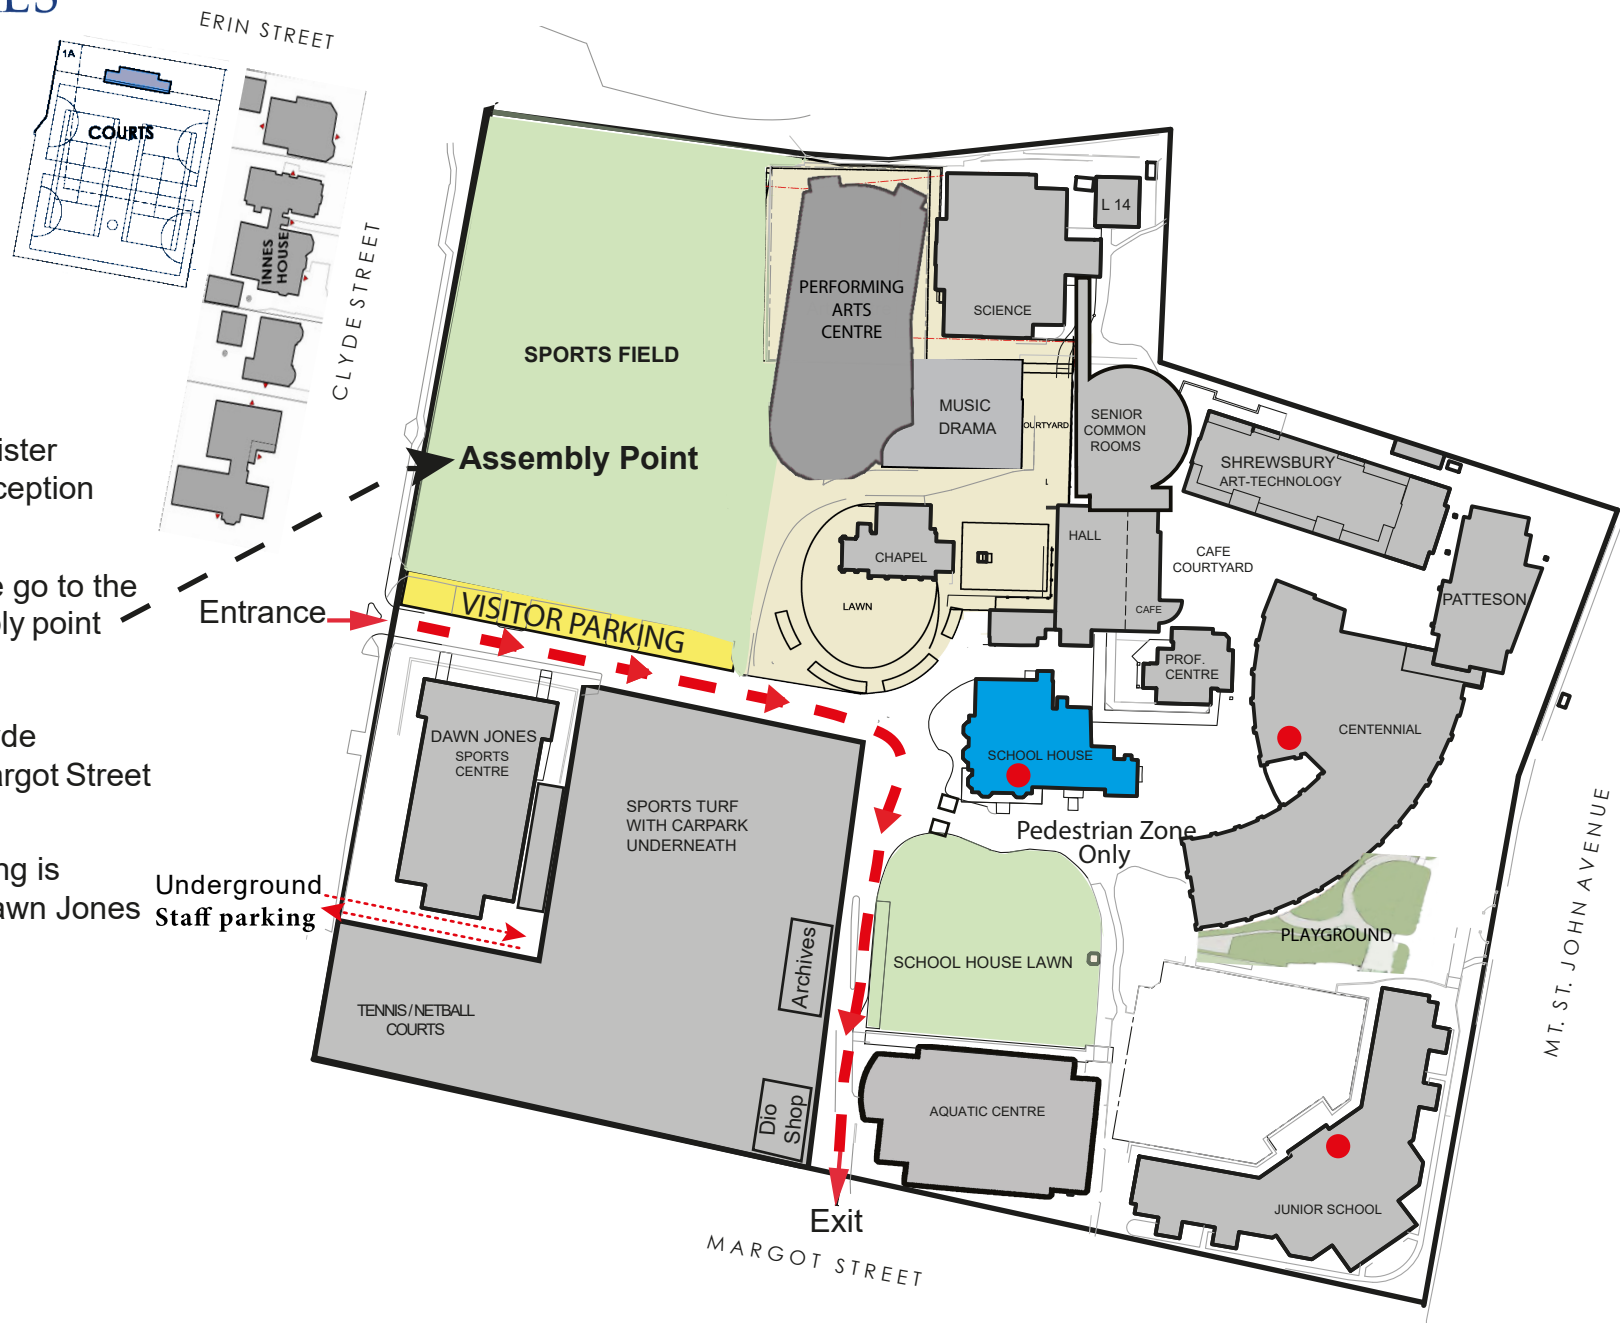 ERIN STREET
1A
COURTS
INNES
HOUSE
CLYDE STREET
L 14
PERFORMING
ARTS
CENTRE
SCIENCE
SPORTS FIELD
MUSIC
DRAMA
OURTYARD
SENIOR
COMMON
ROOMS
Assembly Point
SHREWSBURY
ART-TECHNOLOGY
ister
ception
e go to the
ly point
Entrance
VISITOR PARKING
CHAPEL
LAWN
HALL
CAFE
COURTYARD
CAFE
PATTESON
PROF.
CENTRE
de
argot Street
DAWN JONES
SPORTS
CENTRE
SCHOOL HOUSE
CENTENNIAL
SPORTS TURF
WITH CARPARK
UNDERNEATH
Pedestrian Zone
Only
ng is
awn Jones
Underground
Staff parking
Archives
SCHOOL HOUSE LAWN
PLAYGROUND
MT. ST. JOHN AVENUE
TENNIS/NETBALL
COURTS
Dio
Shop
AQUATIC CENTRE
JUNIOR SCHOOL
Exit
MARGOT STREET